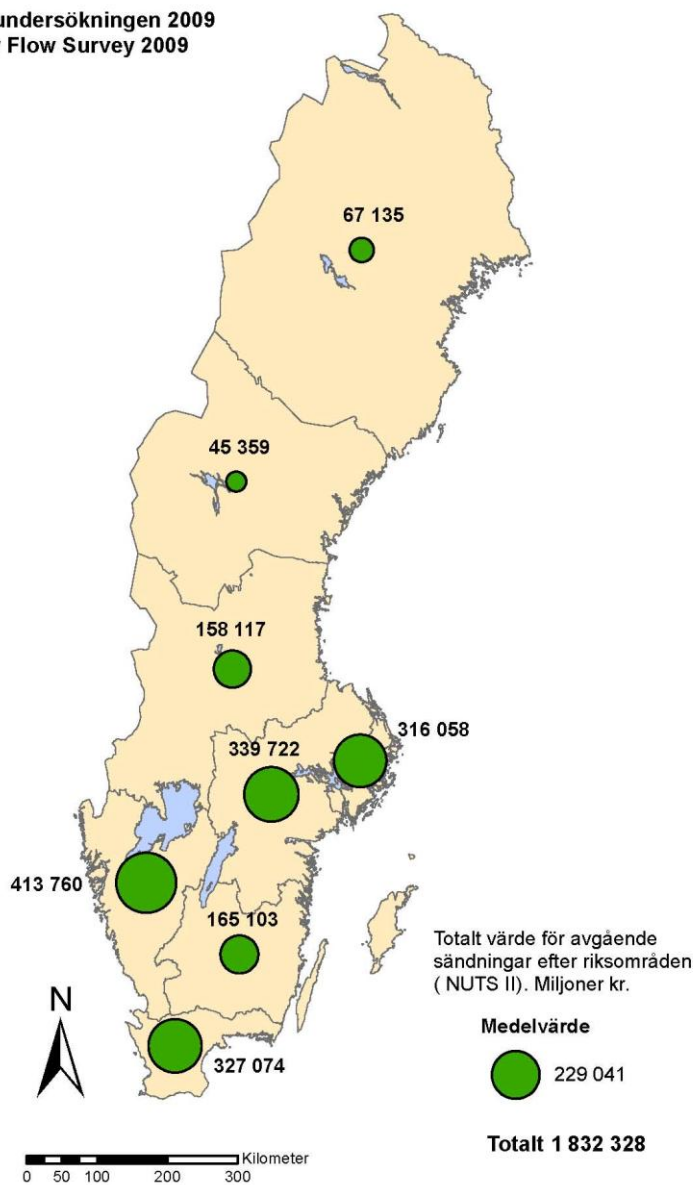 undersökningen 2009
Flow Survey 2009
67 135
45 359
158 117
316 058
339 722
413 760
165 103
Totalt värde för avgående
sändningar efter riksområden
( NUTS II). Miljoner kr.
N
Medelvärde
327 074
229 041
Totalt 1 832 328
Kilometer
0 50 100 200 300